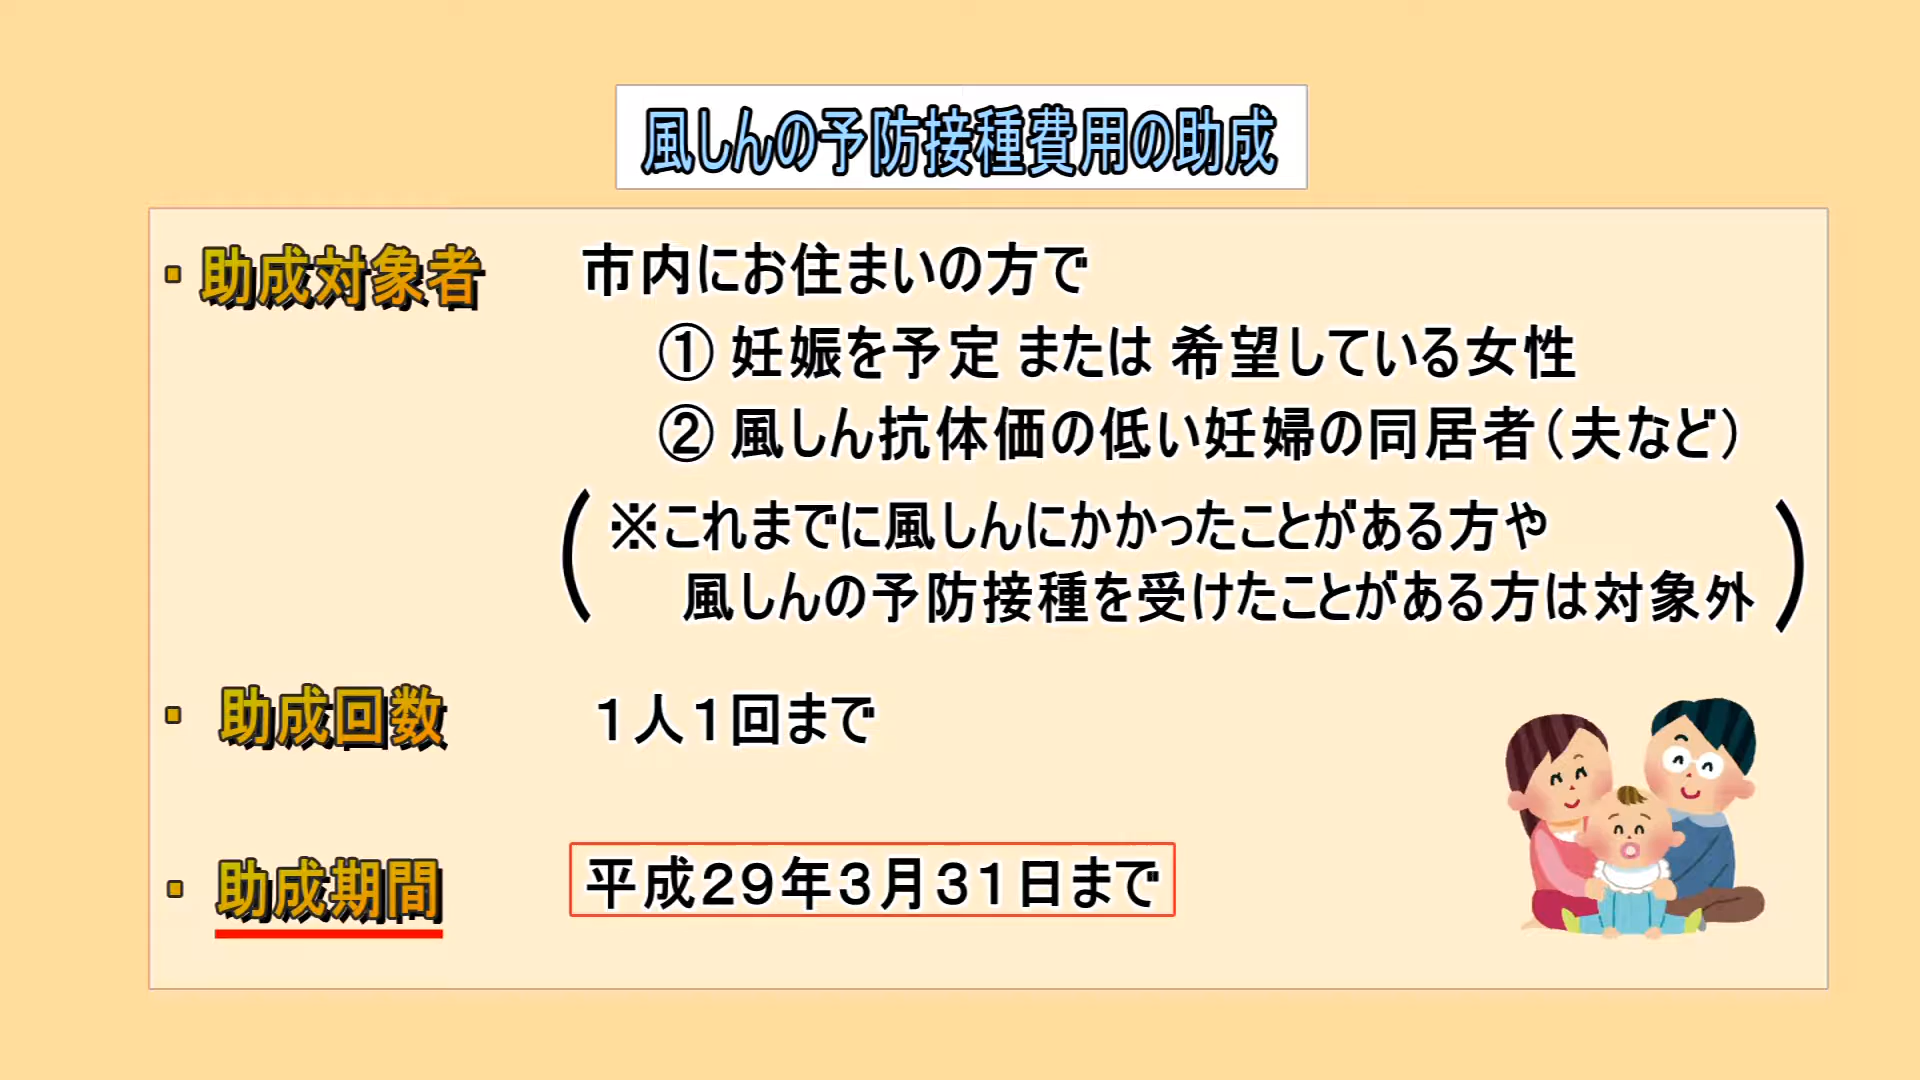 風しんの予防接種費用の助成
・助成対象者 市内にお住まいの方で
① 妊娠を予定 または 希望している女性
② 風しん抗体価の低い妊婦の同居者（夫など）
（※これまでに風しんにかかったことがある方や
風しんの予防接種を受けたことがある方は対象外）
・ 助成回数 １人１回まで
・ 助成期間 平成２９年３月３１日まで